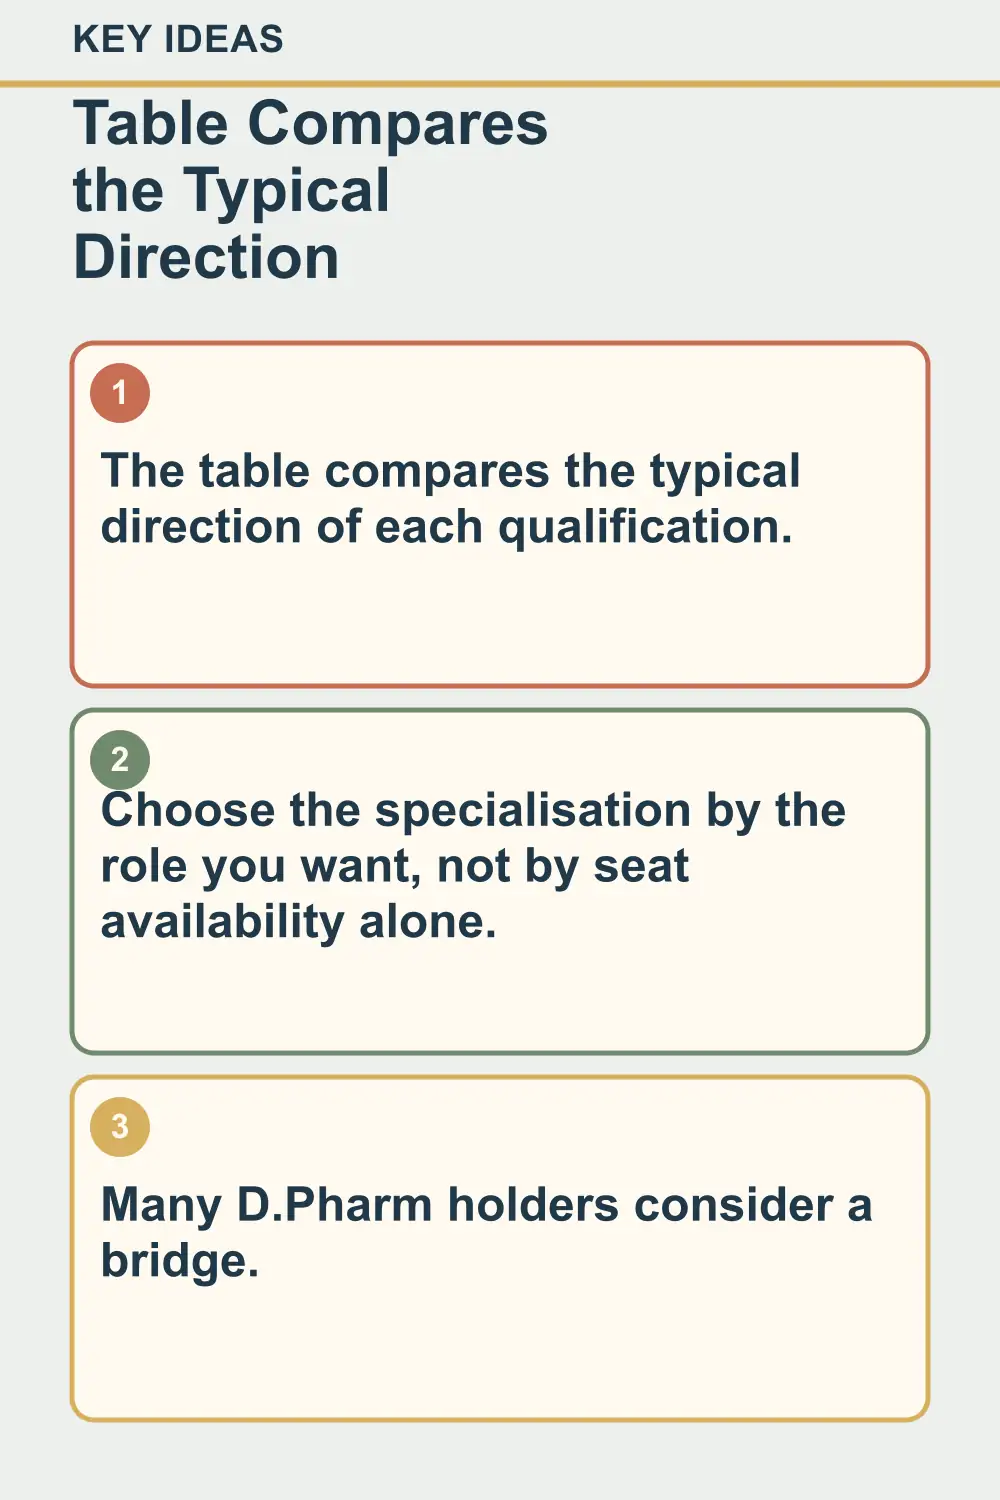 KEY IDEAS
Table Compares
the Typical
Direction
1
The table compares the typical
direction of each qualification.
2
Choose the specialisation by the
role you want, not by seat
availability alone.
3
Many D.Pharm holders consider a
bridge.